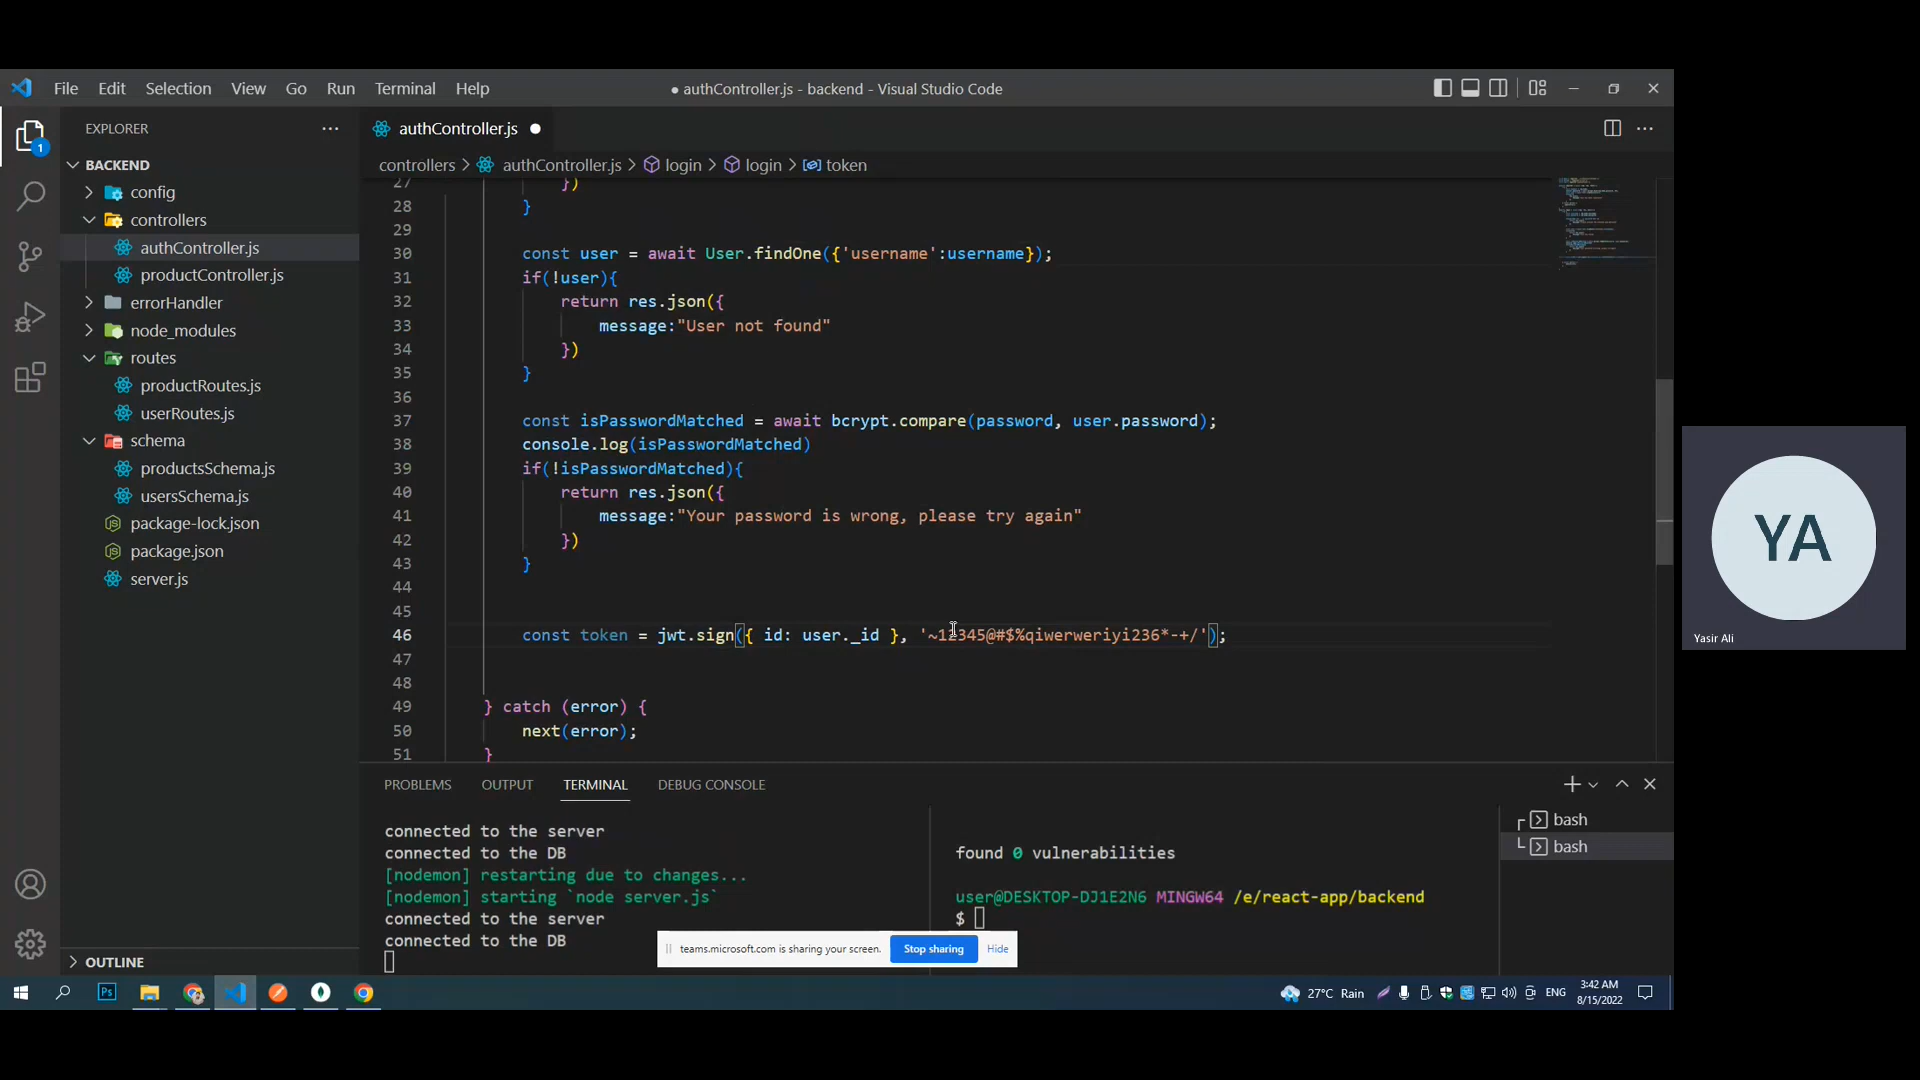 File Edit Selection View Go Run Terminal Help
● authController.js - backend - Visual Studio Code
EXPLORER
authController.js
BACKEND
controllers > authController.js > login > login > token
config
controllers
authController.js
productController.js
errorHandler
node_modules
routes
productRoutes.js
userRoutes.js
schema
productsSchema.js
usersSchema.js
package-lock.json
package.json
server.js
OUTLINE
1
27 })
28 }
29
30 const user = await User.findOne({'username':username});
31 if(!user){
32 return res.json({
33 message:"User not found"
34 })
35 }
36
37 const isPasswordMatched = await bcrypt.compare(password, user.password);
38 console.log(isPasswordMatched)
39 if(!isPasswordMatched){
40 return res.json({
41 message:"Your password is wrong, please try again"
42 })
43 }
44
45
46 const token = jwt.sign({ id: user._id }, '~12345@#$%qiwerweriyi236*-+/');
47
48
49 } catch (error) {
50 next(error);
51 }
PROBLEMS OUTPUT TERMINAL DEBUG CONSOLE
connected to the server
connected to the DB
[nodemon] restarting due to changes...
[nodemon] starting `node server.js`
connected to the server
connected to the DB
found 0 vulnerabilities
user@DESKTOP-DJ1E2N6 MINGW64 /e/react-app/backend
$
bash
bash
teams.microsoft.com is sharing your screen. Stop sharing Hide
YA
Yasir Ali
Ps
27°C Rain
ENG
3:42 AM
8/15/2022